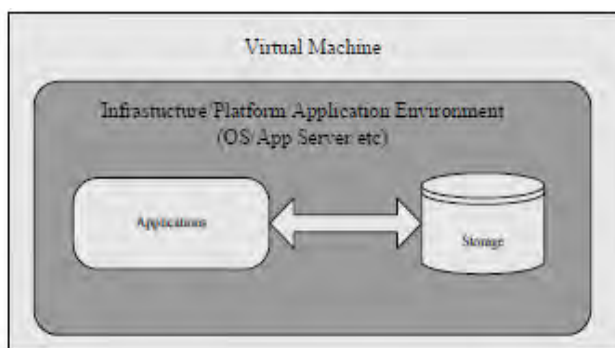 Virtual Machine
Infrastucture/Platform Application Environment
(OS/App Server etc)
Applications
Storage